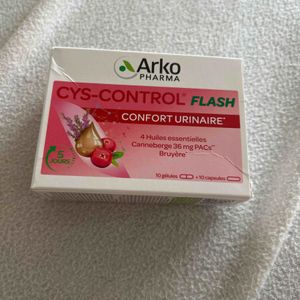 Arko
PHARMA
CYS-CONTROL® FLASH
CONFORT URINAIRE*
4 Huiles essentielles
Canneberge 36 mg PACs**
Bruyère*
5
JOURS
10 gélules + 10 capsules